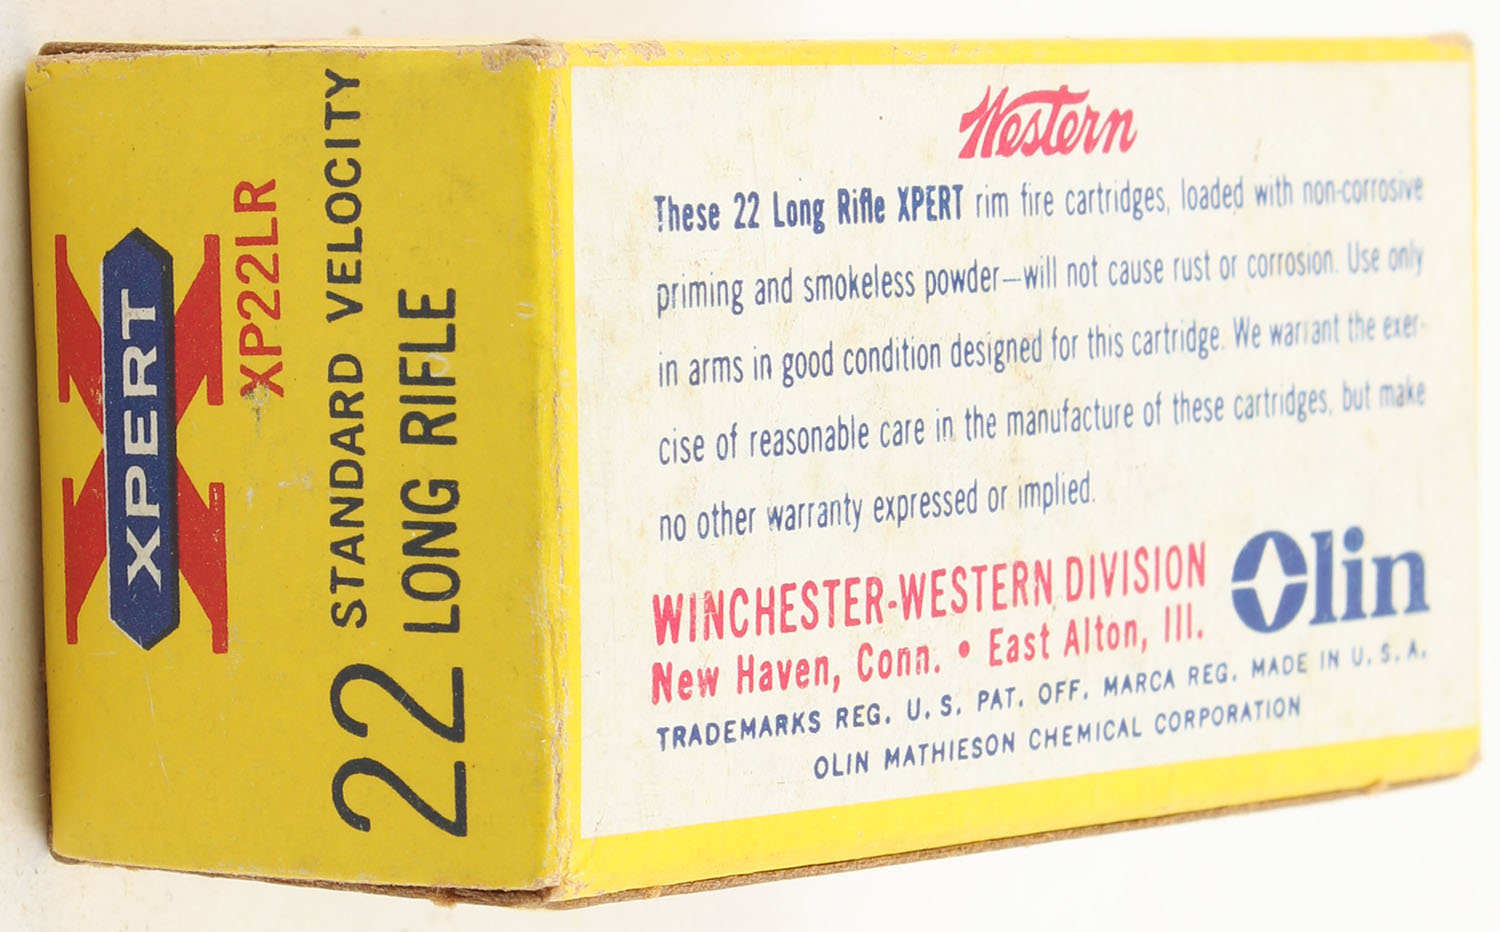 XPERT
XP22LR
22 STANDARD VELOCITY
LONG RIFLE
Western
These 22 Long Rifle XPERT rim fire cartridges, loaded with non-corrosive
priming and smokeless powder—will not cause rust or corrosion. Use only
in arms in good condition designed for this cartridge. We warrant the exer-
cise of reasonable care in the manufacture of these cartridges, but make
no other warranty expressed or implied.
WINCHESTER-WESTERN DIVISION
New Haven, Conn. • East Alton, Ill.
Olin
TRADEMARKS REG. U. S. PAT. OFF. MARCA REG. MADE IN U. S. A.
OLIN MATHIESON CHEMICAL CORPORATION